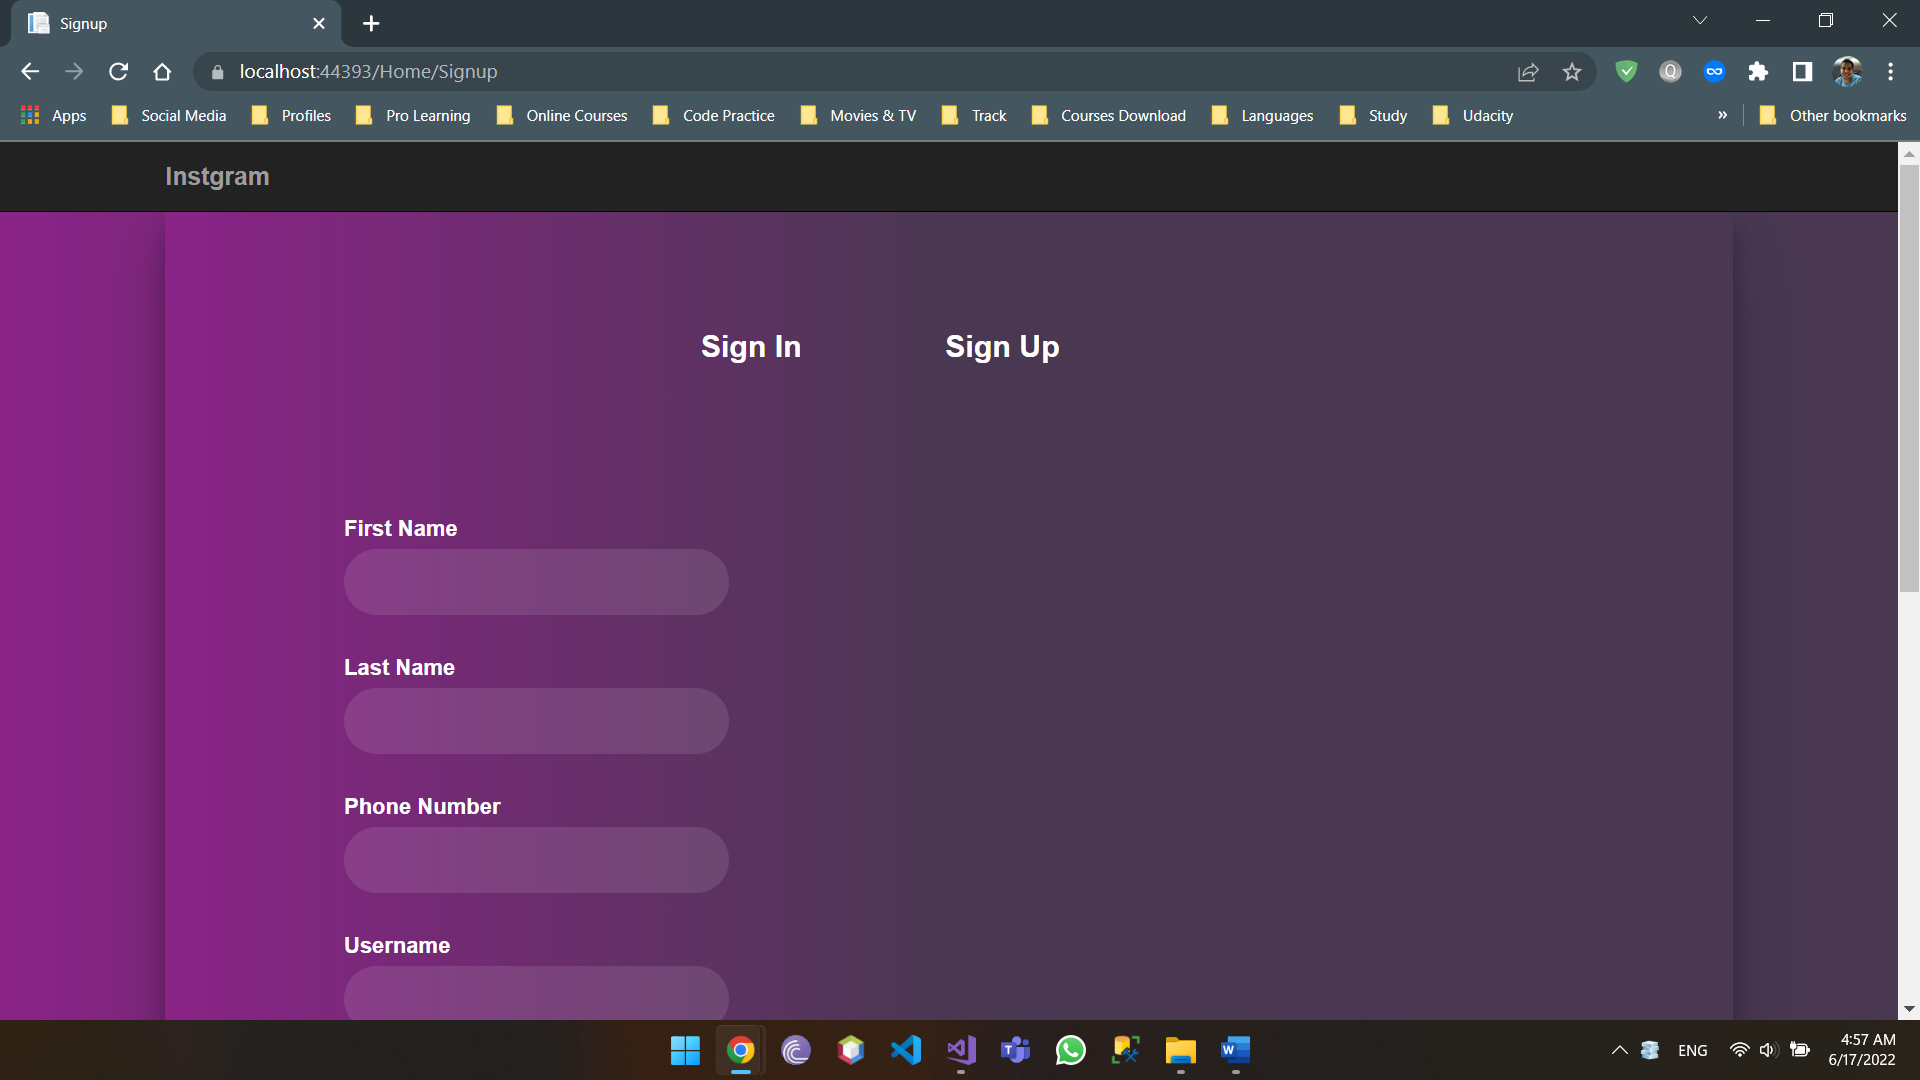 Signup
localhost:44393/Home/Signup
Q
Apps Social Media Profiles Pro Learning Online Courses Code Practice Movies & TV Track Courses Download Languages Study Udacity » Other bookmarks
Instgram
Sign In Sign Up
First Name
Last Name
Phone Number
Username
ENG
4:57 AM
6/17/2022